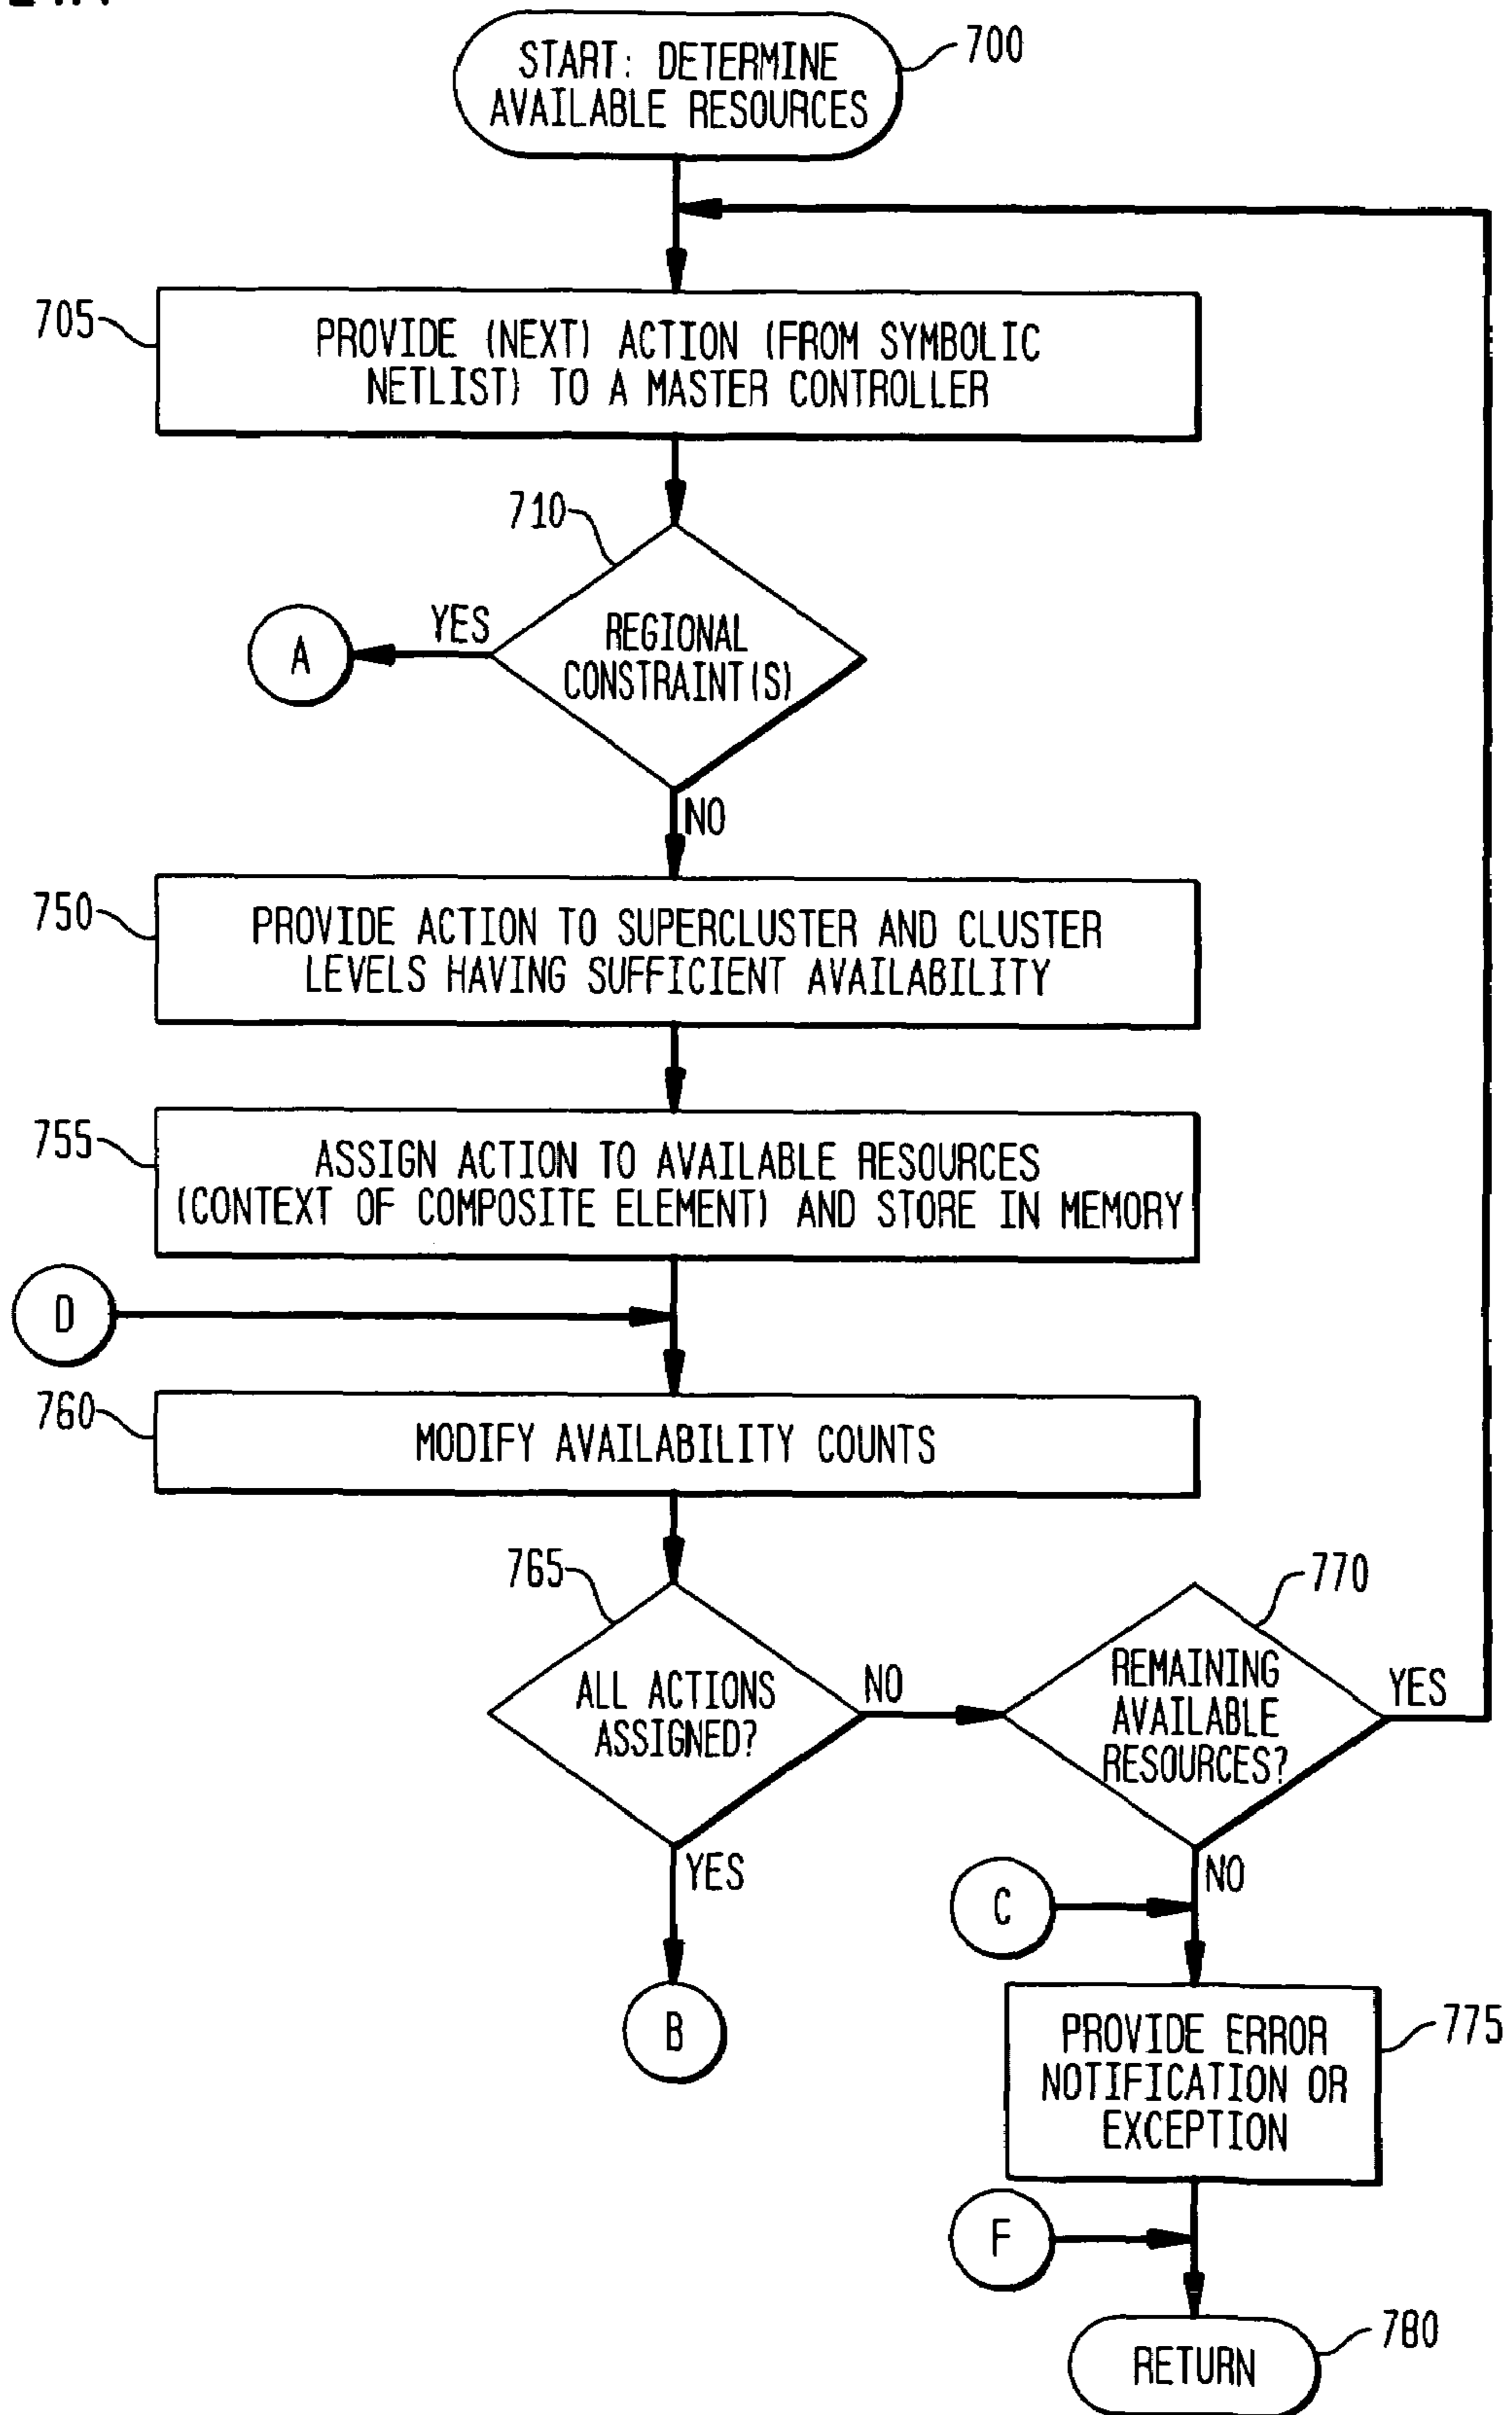 START: DETERMINE
AVAILABLE RESOURCES
700
705
PROVIDE (NEXT) ACTION (FROM SYMBOLIC
NETLIST) TO A MASTER CONTROLLER
710
REGIONAL
CONSTRAINT(S)
YES
A
NO
750
PROVIDE ACTION TO SUPERCLUSTER AND CLUSTER
LEVELS HAVING SUFFICIENT AVAILABILITY
755
ASSIGN ACTION TO AVAILABLE RESOURCES
(CONTEXT OF COMPOSITE ELEMENT) AND STORE IN MEMORY
D
760
MODIFY AVAILABILITY COUNTS
765
ALL ACTIONS
ASSIGNED?
NO
770
REMAINING
AVAILABLE
RESOURCES?
YES
YES
B
NO
C
PROVIDE ERROR
NOTIFICATION OR
EXCEPTION
775
F
RETURN
780